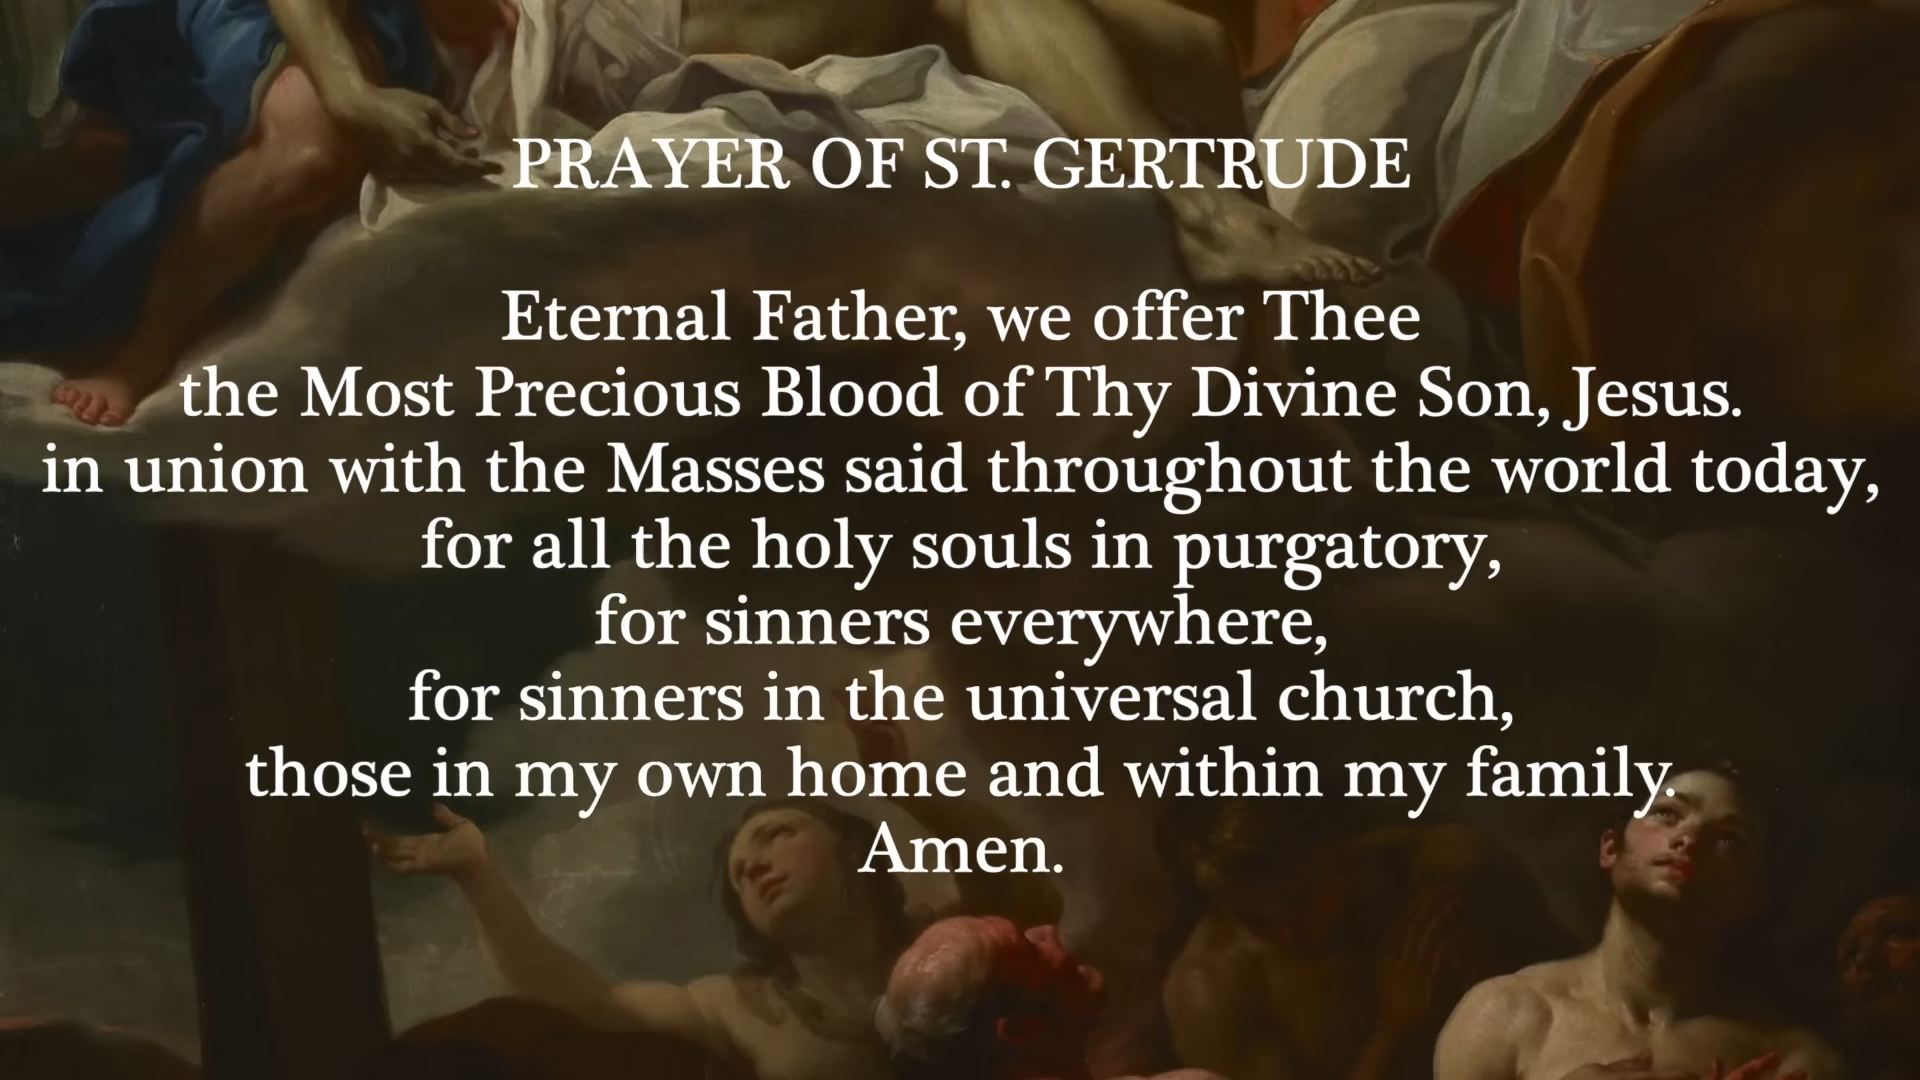 PRAYER OF ST. GERTRUDE
Eternal Father, we offer Thee
the Most Precious Blood of Thy Divine Son, Jesus.
in union with the Masses said throughout the world today,
for all the holy souls in purgatory,
for sinners everywhere,
for sinners in the universal church,
those in my own home and within my family.
Amen.